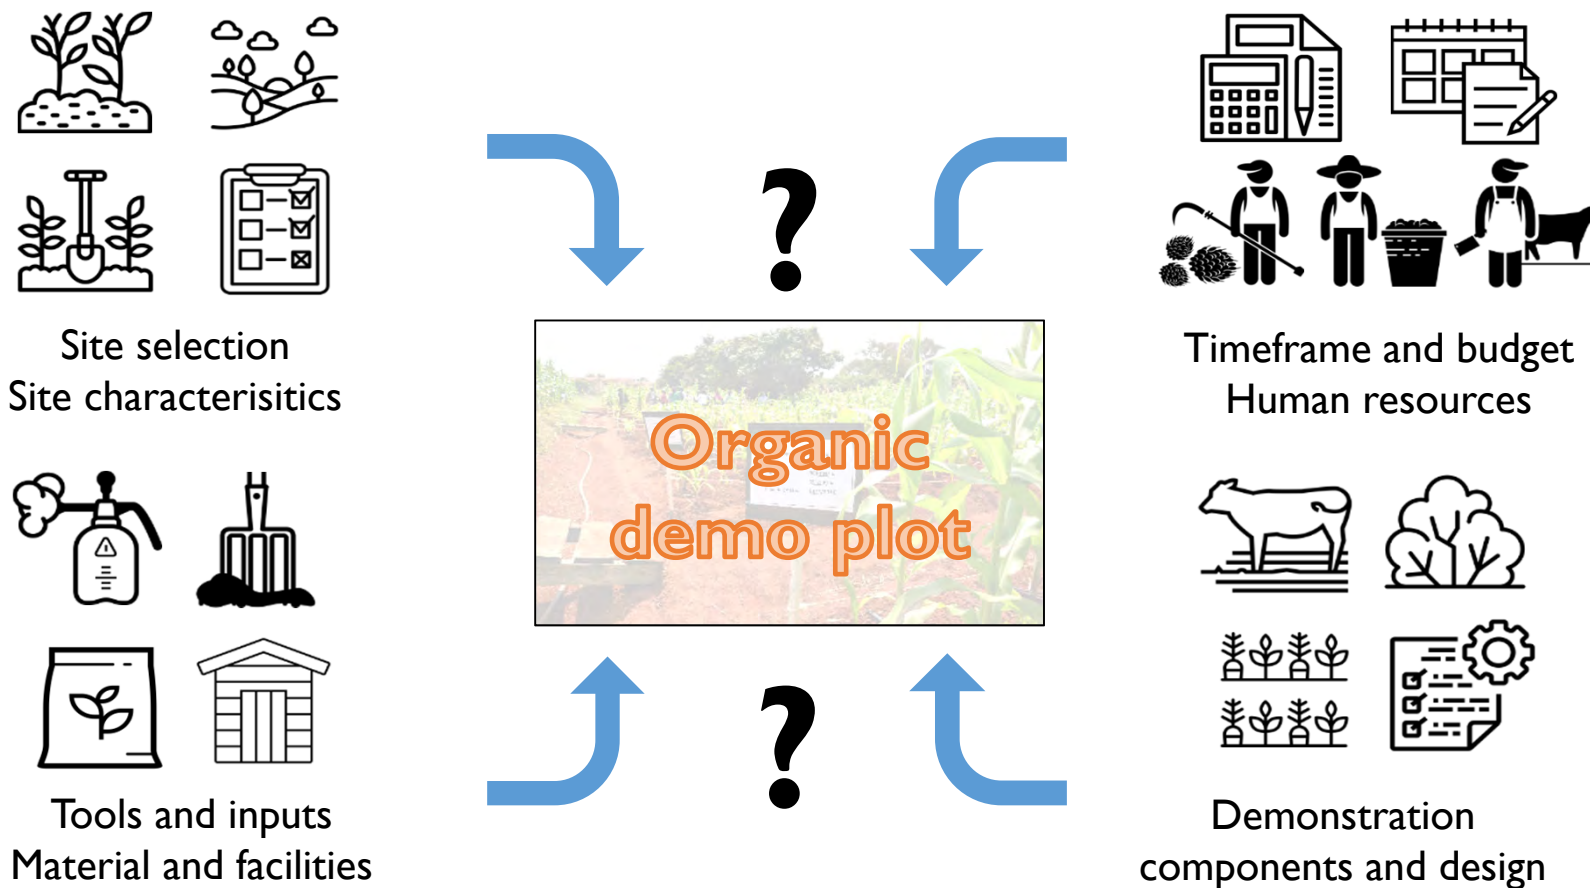 Site selection
Site characterisitics
Timeframe and budget
Human resources
?
Organic
demo plot
?
Tools and inputs
Material and facilities
Demonstration
components and design